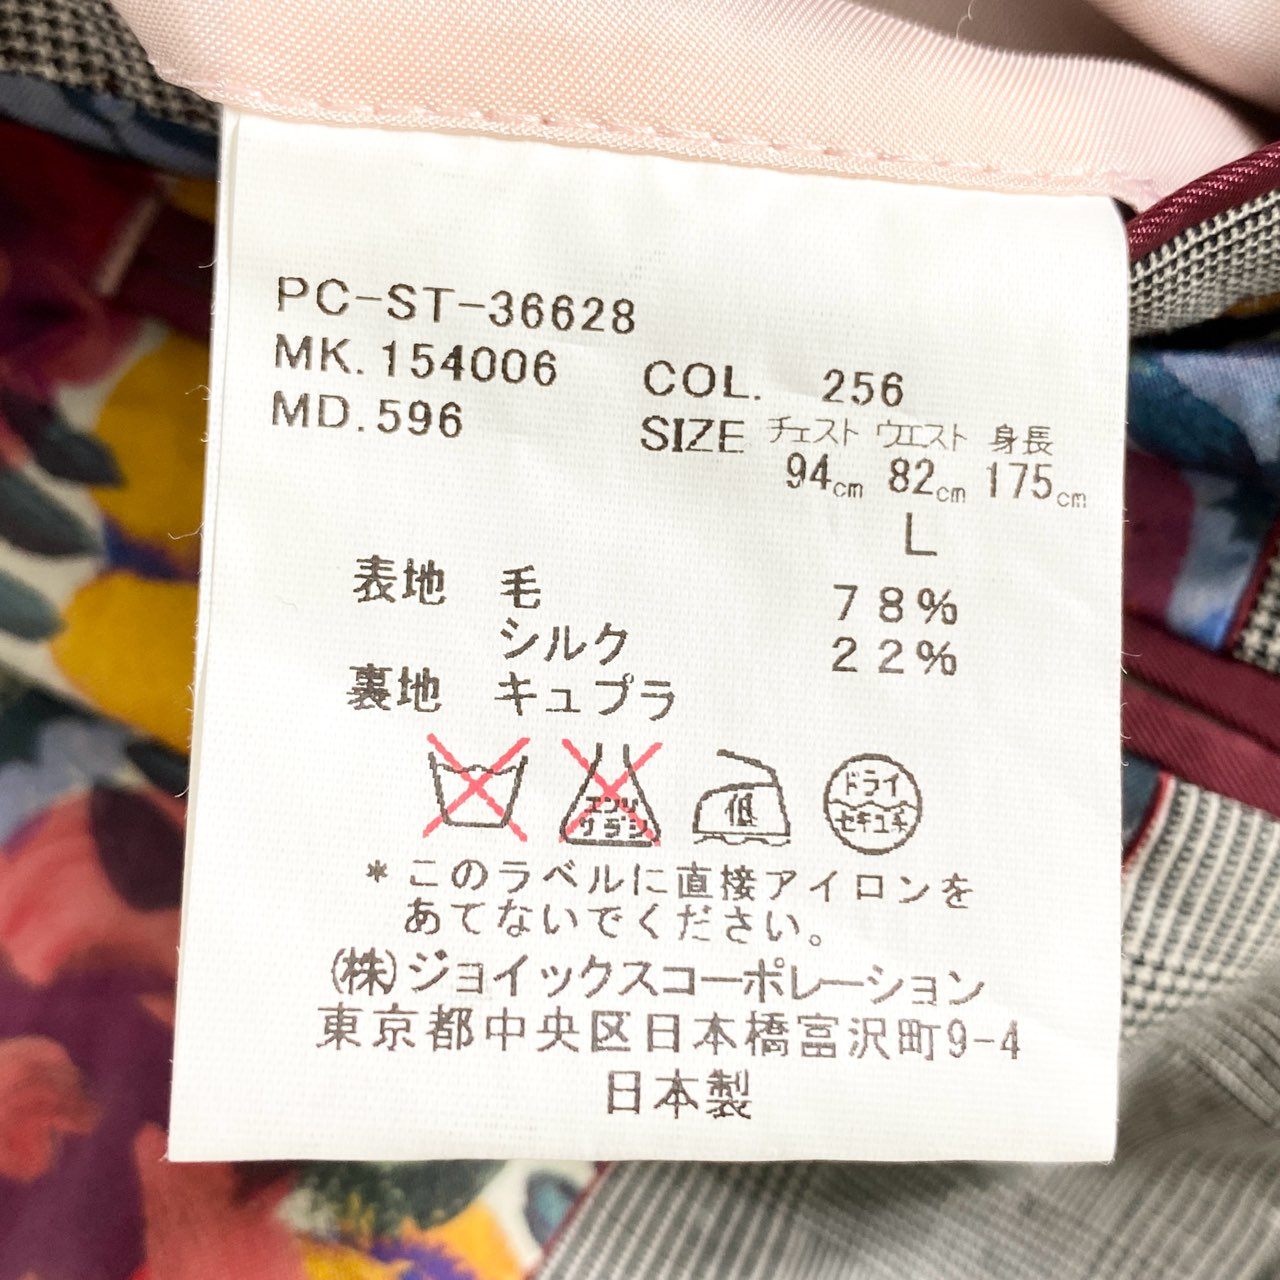 PC-ST-36628
MK.154006 COL. 256
MD.596 SIZE チェスト ウエスト 身長
94cm 82cm 175cm
L
表地 毛 78%
シルク 22%
裏地 キュプラ
エンソ
サラシ
低
ドライ
セキユ系
*このラベルに直接アイロンを
あてないでください。
(株)ジョイックスコーポレーション
東京都中央区日本橋富沢町9-4
日本製